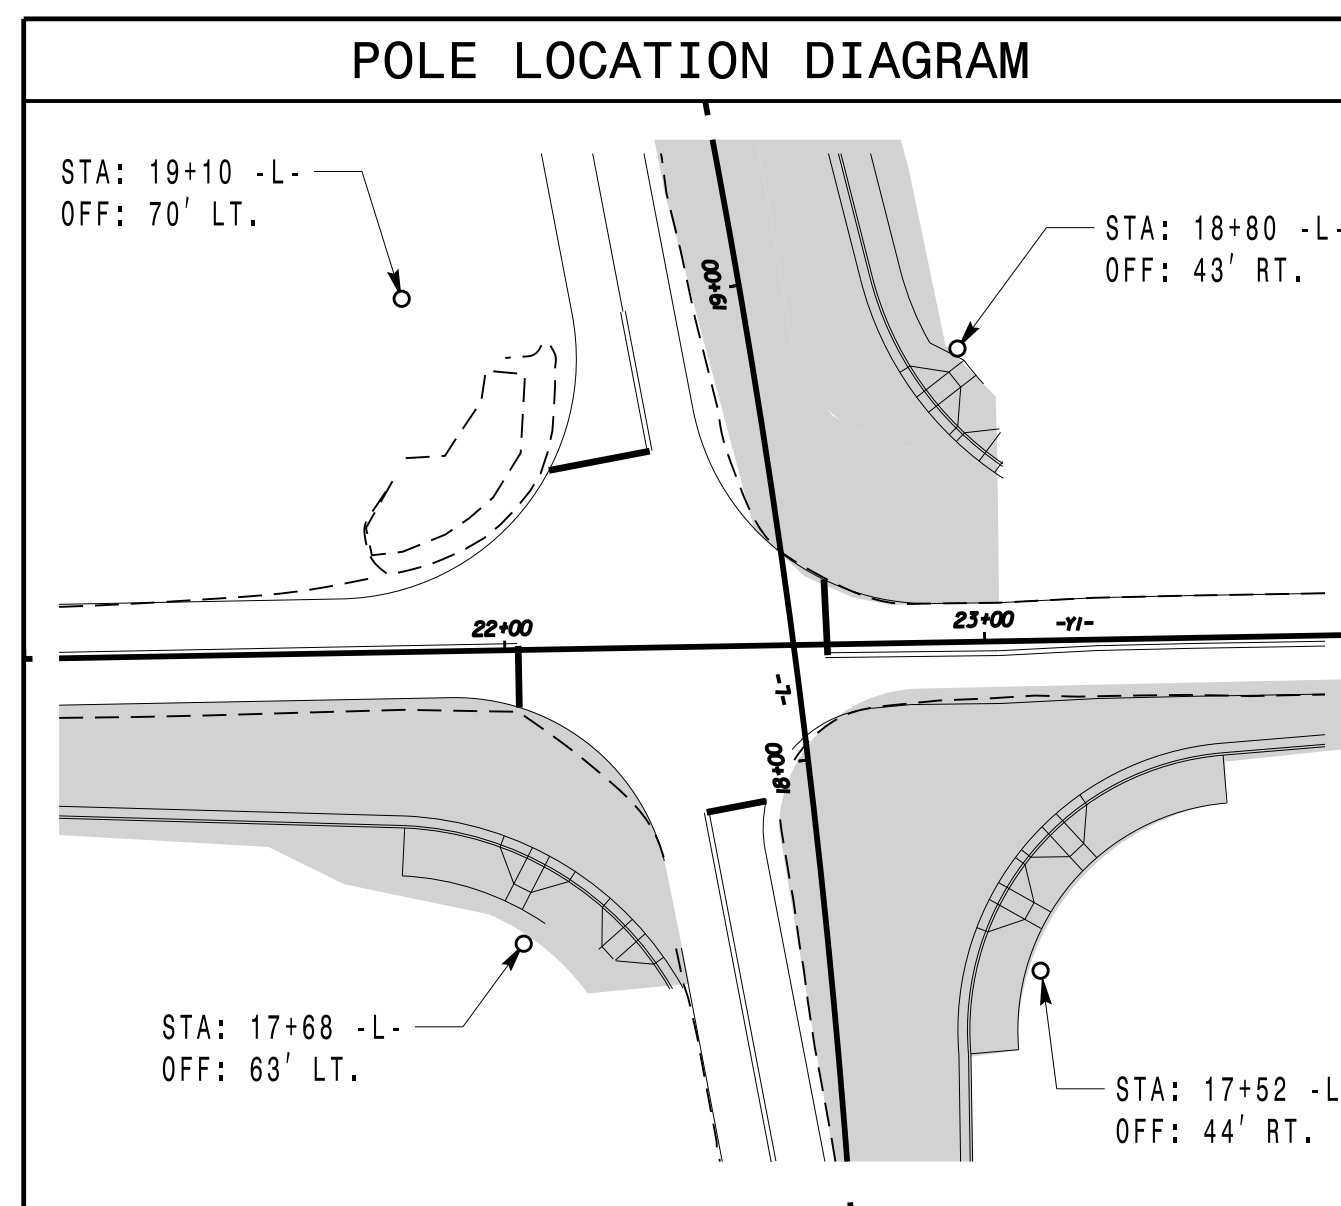 POLE LOCATION DIAGRAM
STA: 19+10 -L-
OFF: 70' LT.
STA: 18+80 -L-
OFF: 43' RT.
19+00
22+00
23+00
-Y1-
-L-
18+00
STA: 17+68 -L-
OFF: 63' LT.
STA: 17+52 -L
OFF: 44' RT.